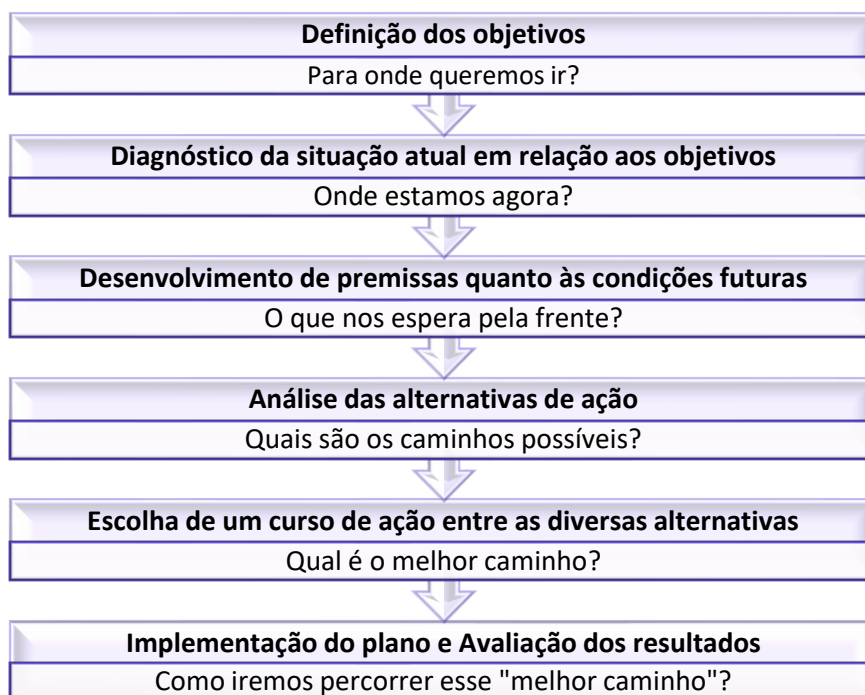 Definição dos objetivos
Para onde queremos ir?
Diagnóstico da situação atual em relação aos objetivos
Onde estamos agora?
Desenvolvimento de premissas quanto às condições futuras
O que nos espera pela frente?
Análise das alternativas de ação
Quais são os caminhos possíveis?
Escolha de um curso de ação entre as diversas alternativas
Qual é o melhor caminho?
Implementação do plano e Avaliação dos resultados
Como iremos percorrer esse "melhor caminho"?